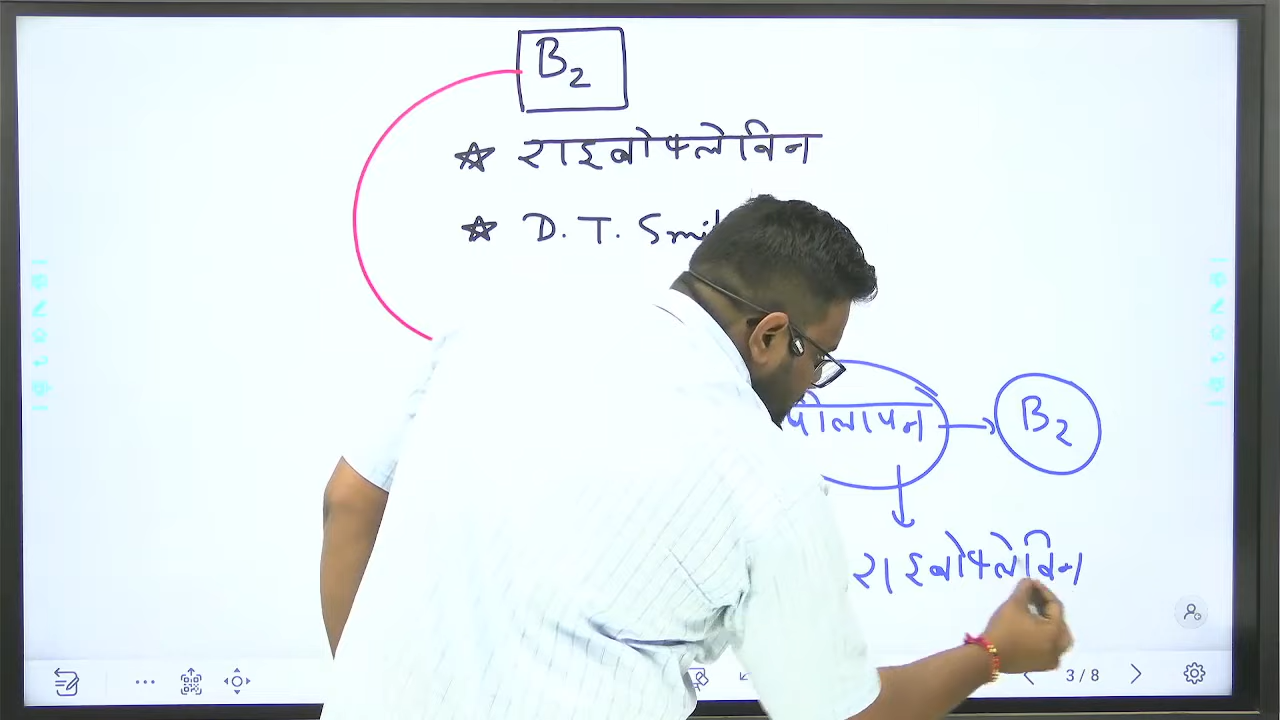 B2
☆ राइबोफ्लेविन
☆ D. T. Smi
पीलापन → B2
राइबोफ्लेविन
3/8